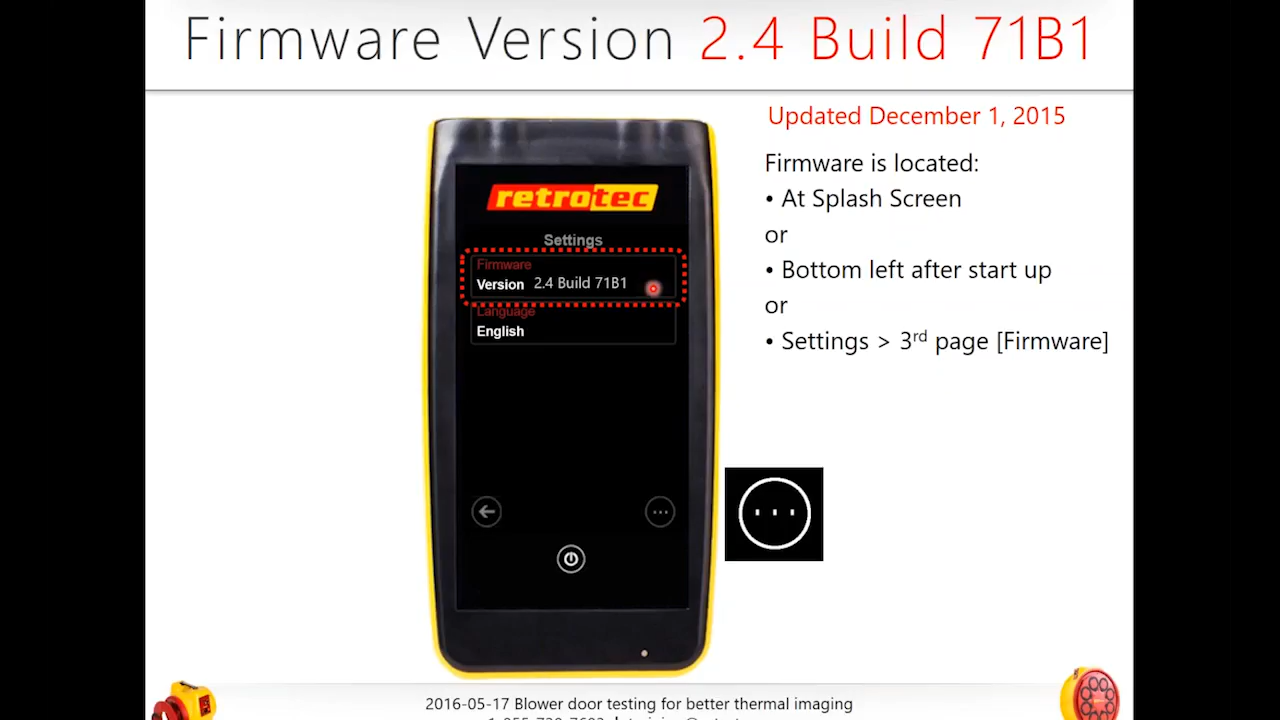 Firmware Version 2.4 Build 71B1
Updated December 1, 2015
Firmware is located:
• At Splash Screen
or
• Bottom left after start up
or
• Settings > 3rd page [Firmware]
retrotec
Settings
Firmware
Version 2.4 Build 71B1
Language
English
2016-05-17 Blower door testing for better thermal imaging